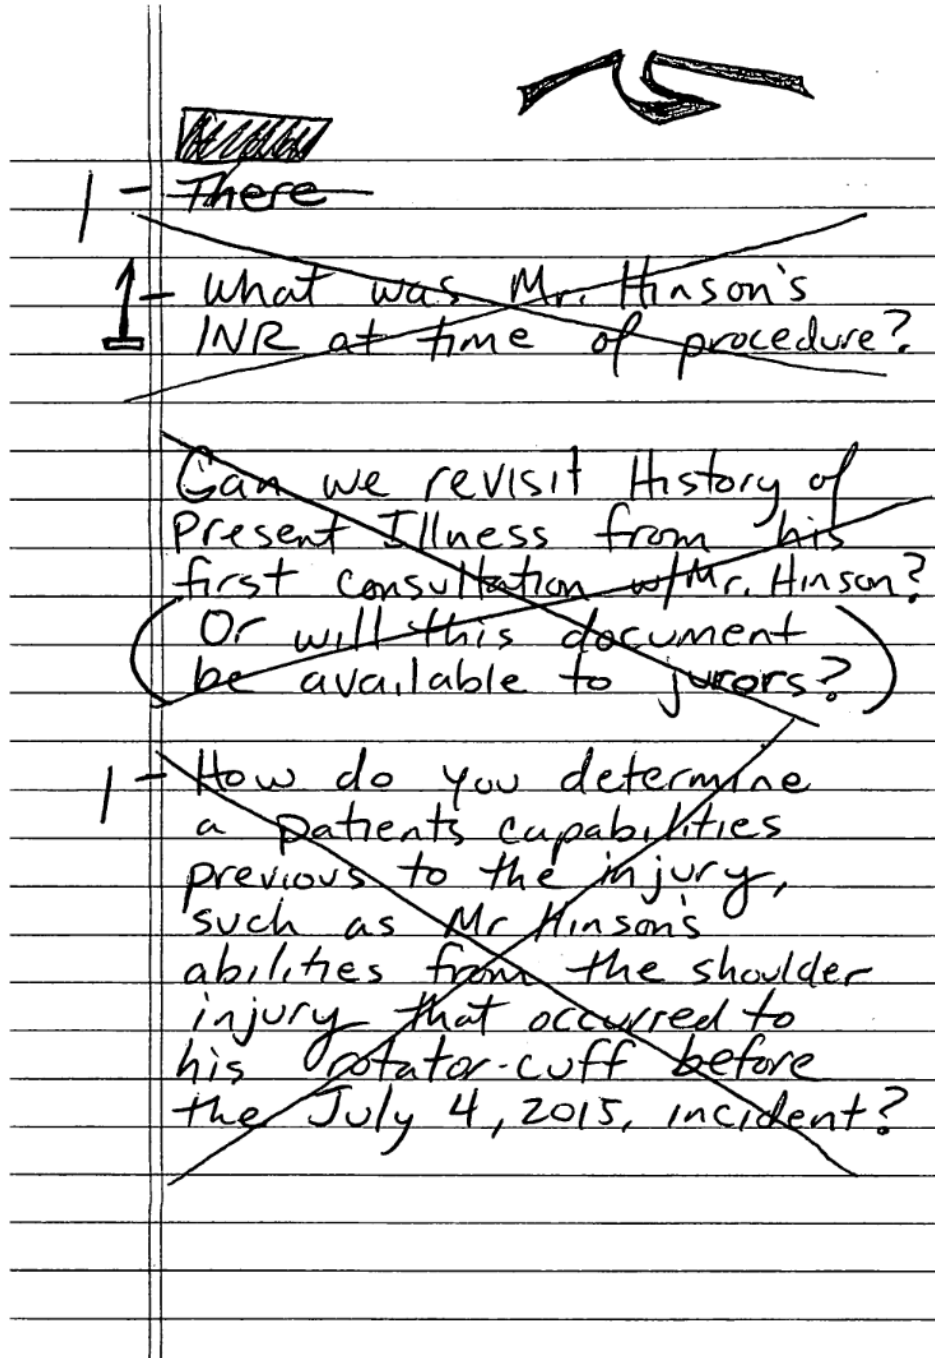 1 - There
1 - What was Mr. Hinson's
INR at time of procedure?
Can we revisit History of
Present Illness from his
first consultation w/Mr. Hinson?
(Or will this document
be available to jurors?)
1 - How do you determine
a patients capabilities
previous to the injury,
such as Mr Hinson's
abilities from the shoulder
injury that occurred to
his rotator-cuff before
the July 4, 2015, incident?